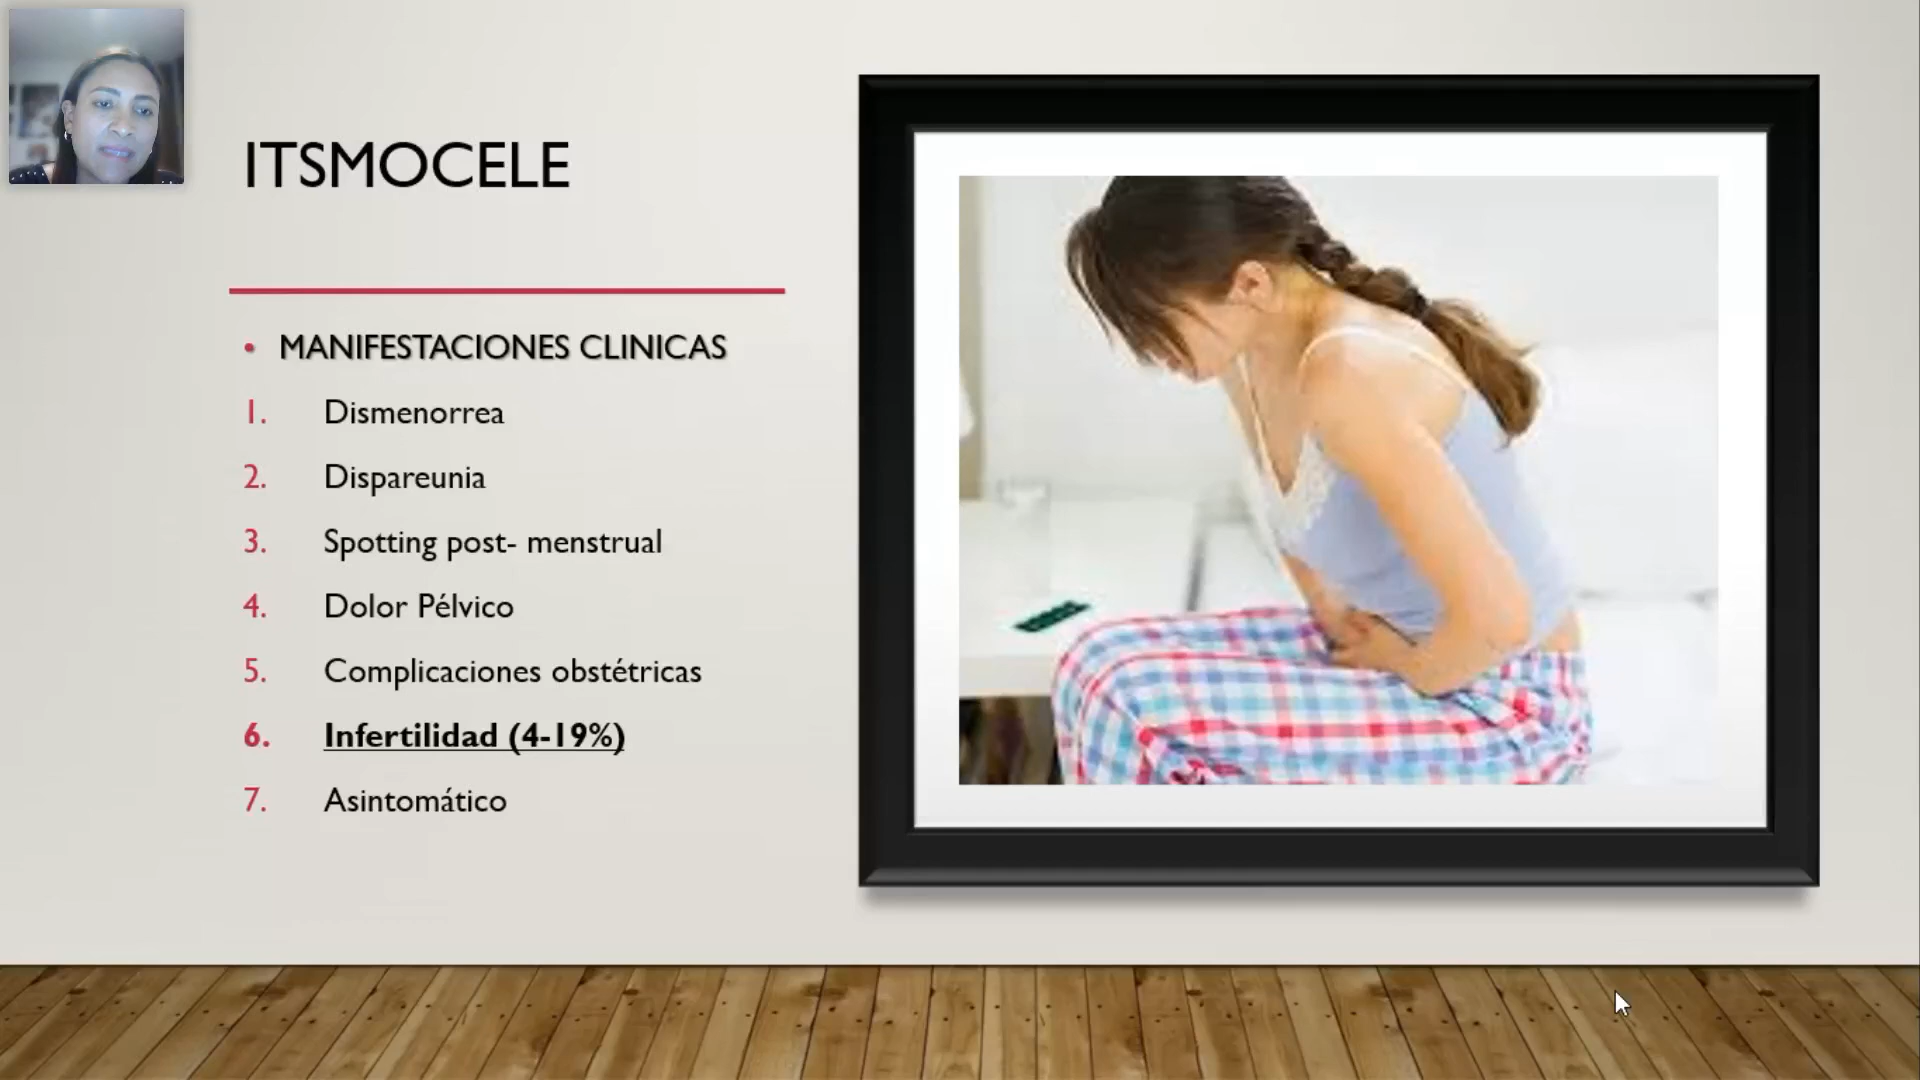 ITSMOCELE
• MANIFESTACIONES CLINICAS
1. Dismenorrea
2. Dispareunia
3. Spotting post- menstrual
4. Dolor Pélvico
5. Complicaciones obstétricas
6. Infertilidad (4-19%)
7. Asintomático